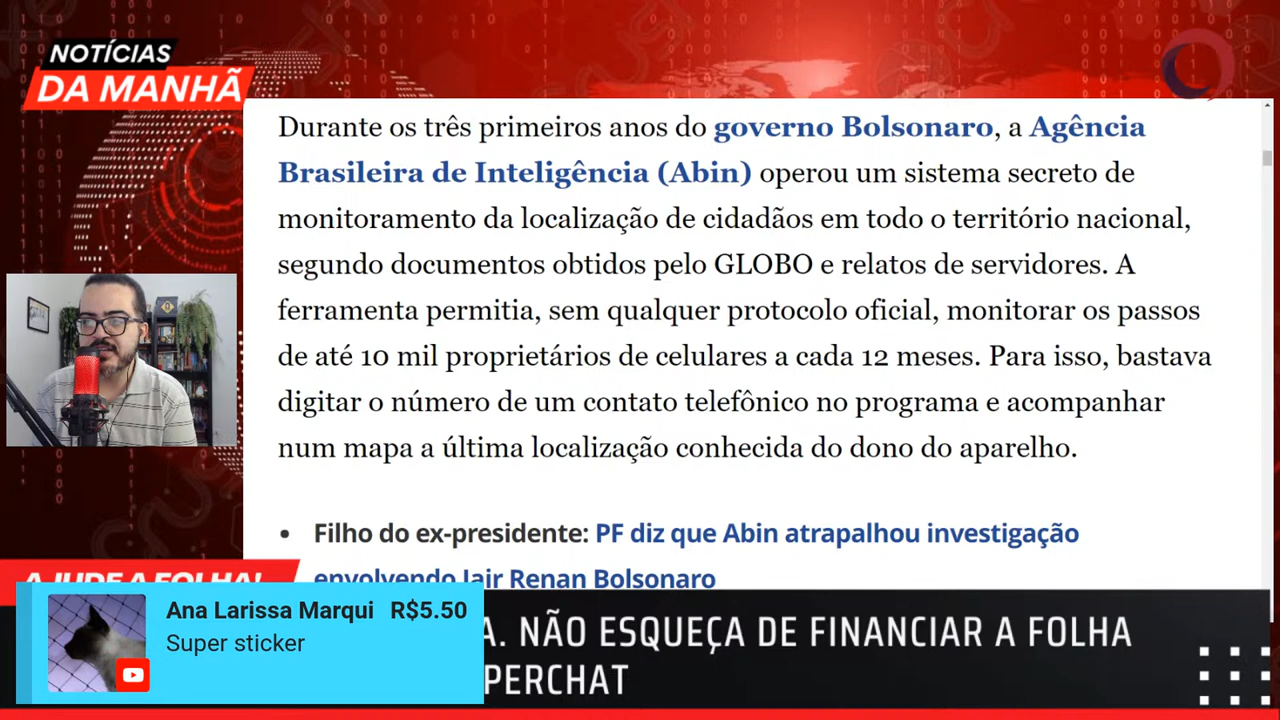 NOTÍCIAS
DA MANHÃ
Durante os três primeiros anos do governo Bolsonaro, a Agência
Brasileira de Inteligência (Abin) operou um sistema secreto de
monitoramento da localização de cidadãos em todo o território nacional,
segundo documentos obtidos pelo GLOBO e relatos de servidores. A
ferramenta permitia, sem qualquer protocolo oficial, monitorar os passos
de até 10 mil proprietários de celulares a cada 12 meses. Para isso, bastava
digitar o número de um contato telefônico no programa e acompanhar
num mapa a última localização conhecida do dono do aparelho.
• Filho do ex-presidente: PF diz que Abin atrapalhou investigação
envolvendo Jair Renan Bolsonaro
AJUDE A FOLHA!
Ana Larissa Marqui R$5.50
Super sticker
A. NÃO ESQUEÇA DE FINANCIAR A FOLHA
PERCHAT